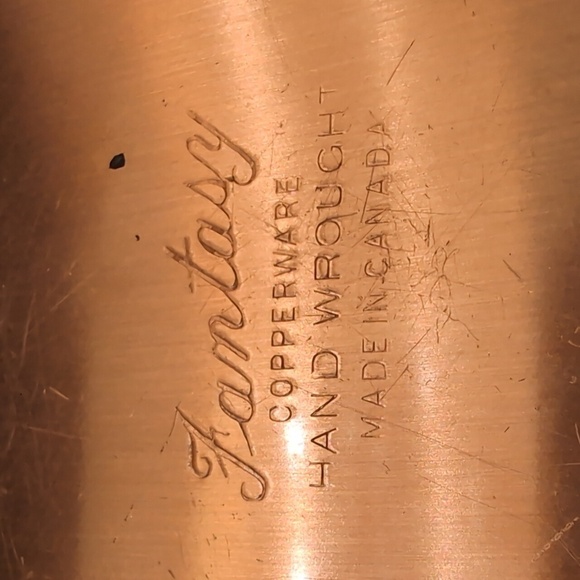 Fantasy
COPPERWARE
HAND WROUGHT
MADE IN CANADA